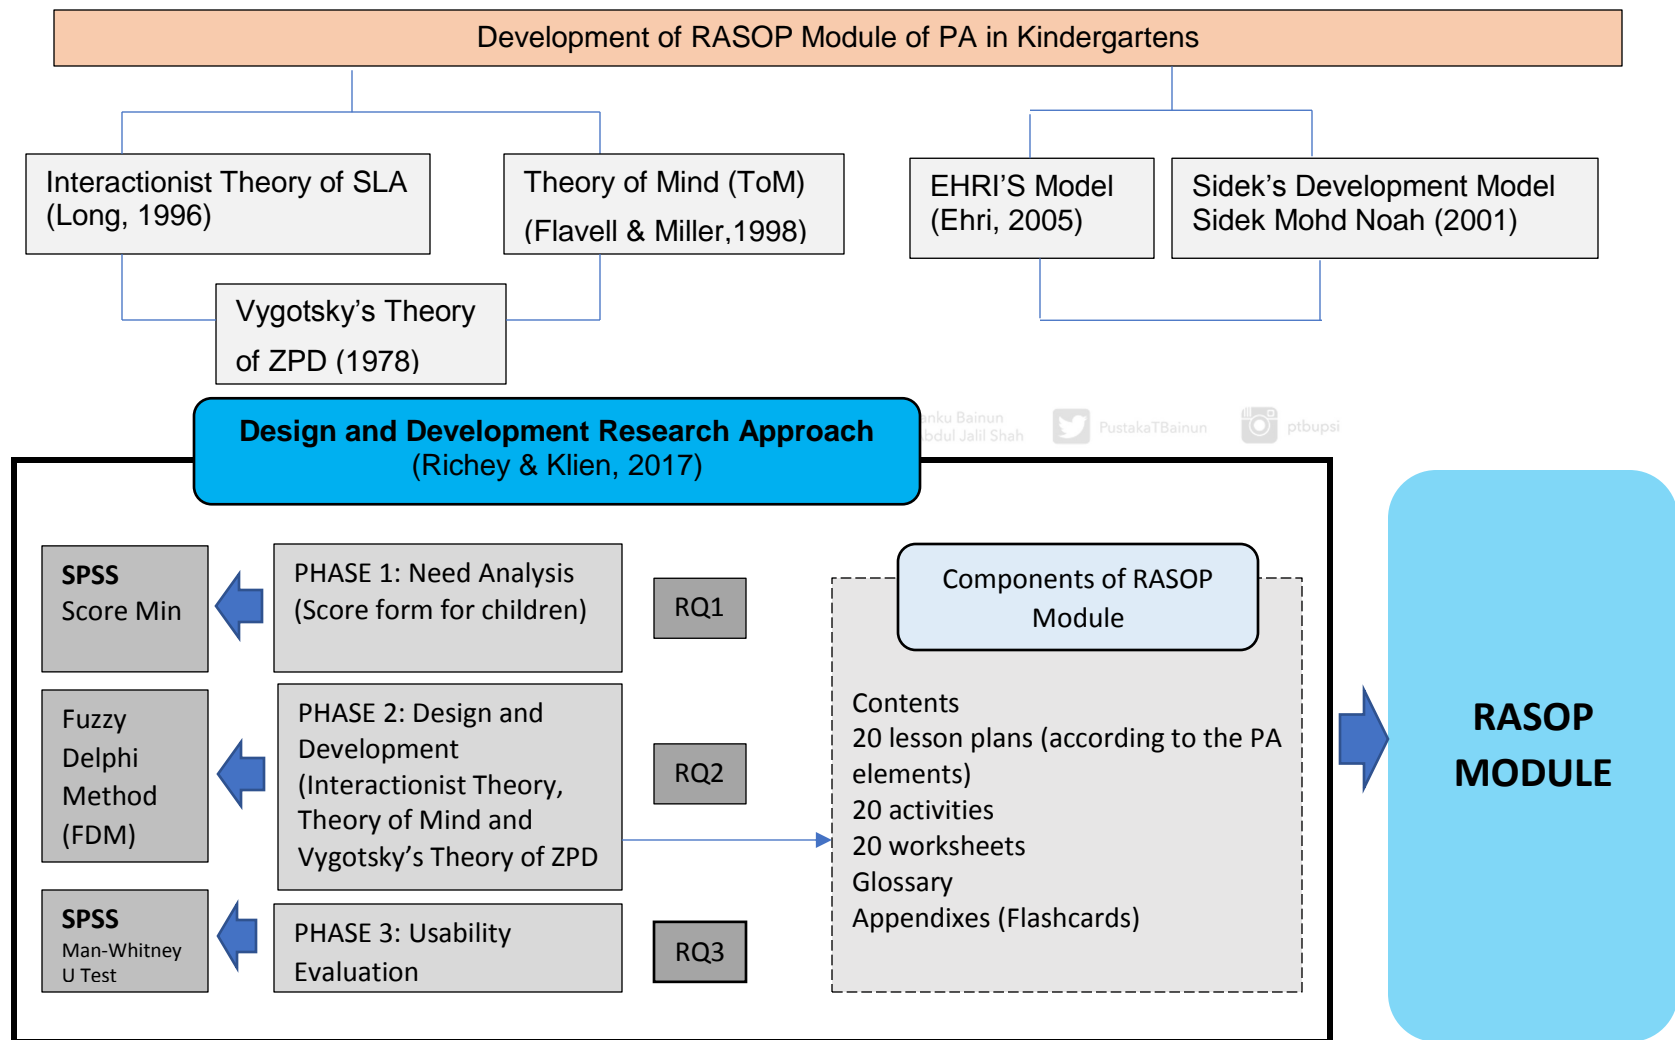 Development of RASOP Module of PA in Kindergartens
Interactionist Theory of SLA
(Long, 1996)
Theory of Mind (ToM)
(Flavell & Miller,1998)
EHRI'S Model
(Ehri, 2005)
Sidek's Development Model
Sidek Mohd Noah (2001)
Vygotsky's Theory
of ZPD (1978)
Bainun
Abdul Jalil Shah
PustakaTBainun
ptbupsi
Design and Development Research Approach
(Richey & Klien, 2017)
SPSS
Score Min
PHASE 1: Need Analysis
(Score form for children)
RQ1
Fuzzy
Delphi
Method
(FDM)
PHASE 2: Design and
Development
(Interactionist Theory,
Theory of Mind and
Vygotsky's Theory of ZPD
RQ2
SPSS
Man-Whitney
U Test
PHASE 3: Usability
Evaluation
RQ3
Components of RASOP
Module
Contents
20 lesson plans (according to the PA
elements)
20 activities
20 worksheets
Glossary
Appendixes (Flashcards)
RASOP
MODULE